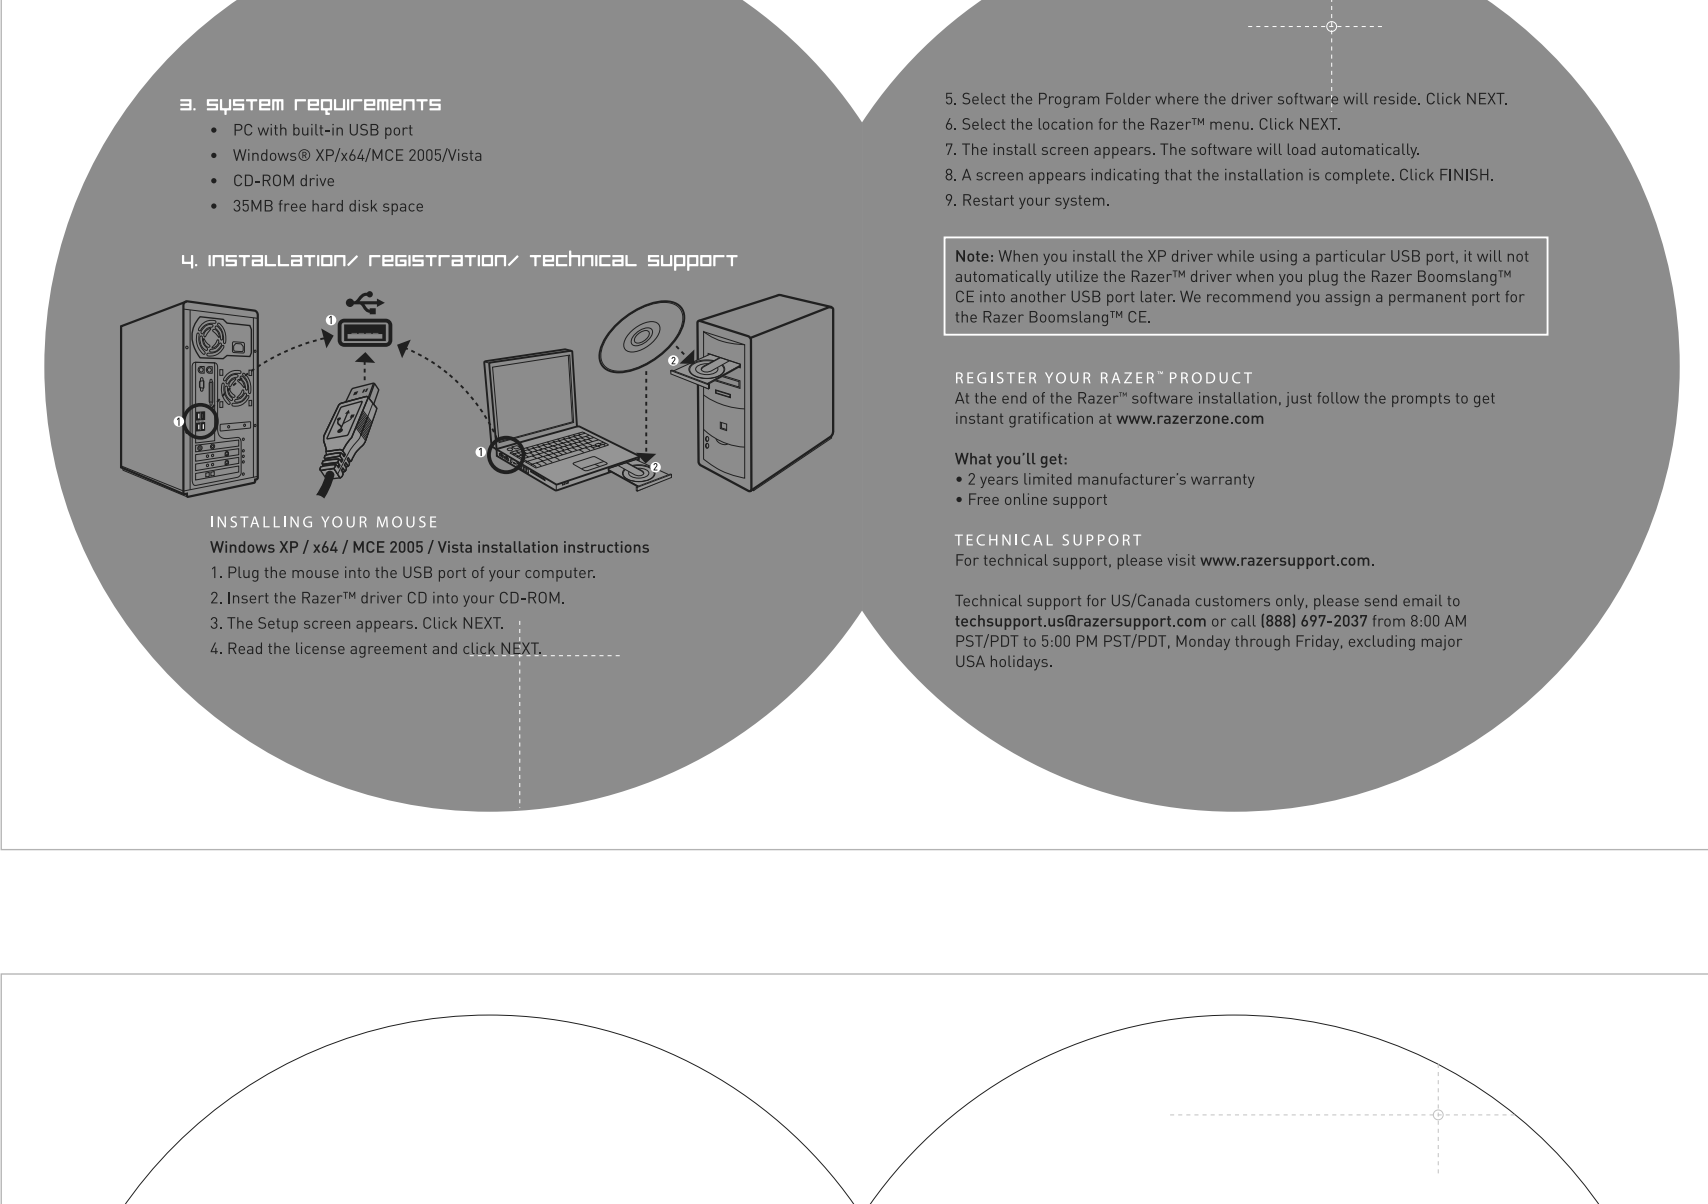 3. SYSTEM REQUIREMENTS
• PC with built-in USB port
• Windows® XP/x64/MCE 2005/Vista
• CD-ROM drive
• 35MB free hard disk space
4. INSTALLATION/ REGISTRATION/ TECHNICAL SUPPORT
1
1
1
2
2
INSTALLING YOUR MOUSE
Windows XP / x64 / MCE 2005 / Vista installation instructions
1. Plug the mouse into the USB port of your computer.
2. Insert the Razer™ driver CD into your CD-ROM.
3. The Setup screen appears. Click NEXT.
4. Read the license agreement and click NEXT.
5. Select the Program Folder where the driver software will reside. Click NEXT.
6. Select the location for the Razer™ menu. Click NEXT.
7. The install screen appears. The software will load automatically.
8. A screen appears indicating that the installation is complete. Click FINISH.
9. Restart your system.
Note: When you install the XP driver while using a particular USB port, it will not
automatically utilize the Razer™ driver when you plug the Razer Boomslang™
CE into another USB port later. We recommend you assign a permanent port for
the Razer Boomslang™ CE.
REGISTER YOUR RAZER™ PRODUCT
At the end of the Razer™ software installation, just follow the prompts to get
instant gratification at www.razerzone.com
What you'll get:
• 2 years limited manufacturer's warranty
• Free online support
TECHNICAL SUPPORT
For technical support, please visit www.razersupport.com.
Technical support for US/Canada customers only, please send email to
techsupport.us@razersupport.com or call (888) 697-2037 from 8:00 AM
PST/PDT to 5:00 PM PST/PDT, Monday through Friday, excluding major
USA holidays.